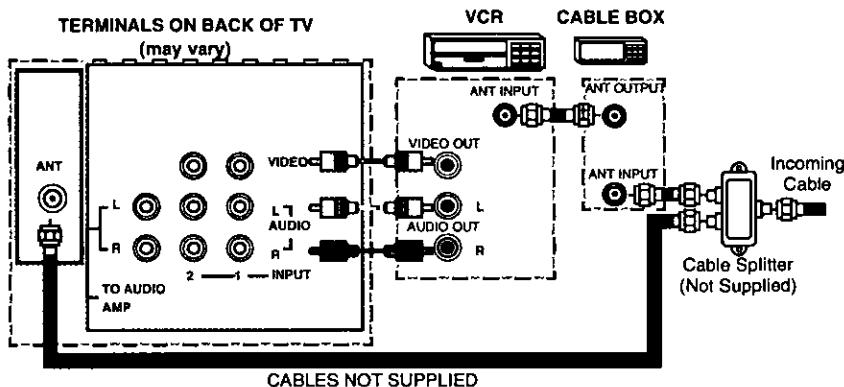 TERMINALS ON BACK OF TV
(may vary)
VCR
CABLE BOX
ANT INPUT
ANT OUTPUT
VIDEO
VIDEO OUT
ANT
ANT INPUT
Incoming
Cable
L
L
AUDIO
L
AUDIO OUT
R
R
R
2
1
INPUT
TO AUDIO
AMP
Cable Splitter
(Not Supplied)
CABLES NOT SUPPLIED